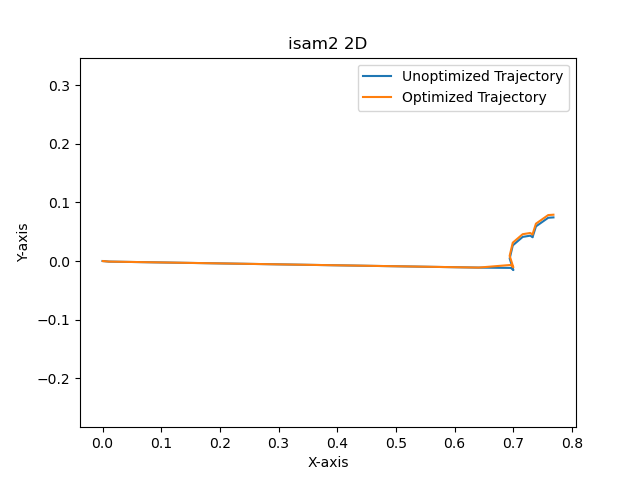 isam2 2D
Unoptimized Trajectory
Optimized Trajectory
0.3
0.2
0.1
0.0
−0.1
−0.2
Y-axis
0.0 0.1 0.2 0.3 0.4 0.5 0.6 0.7 0.8
X-axis